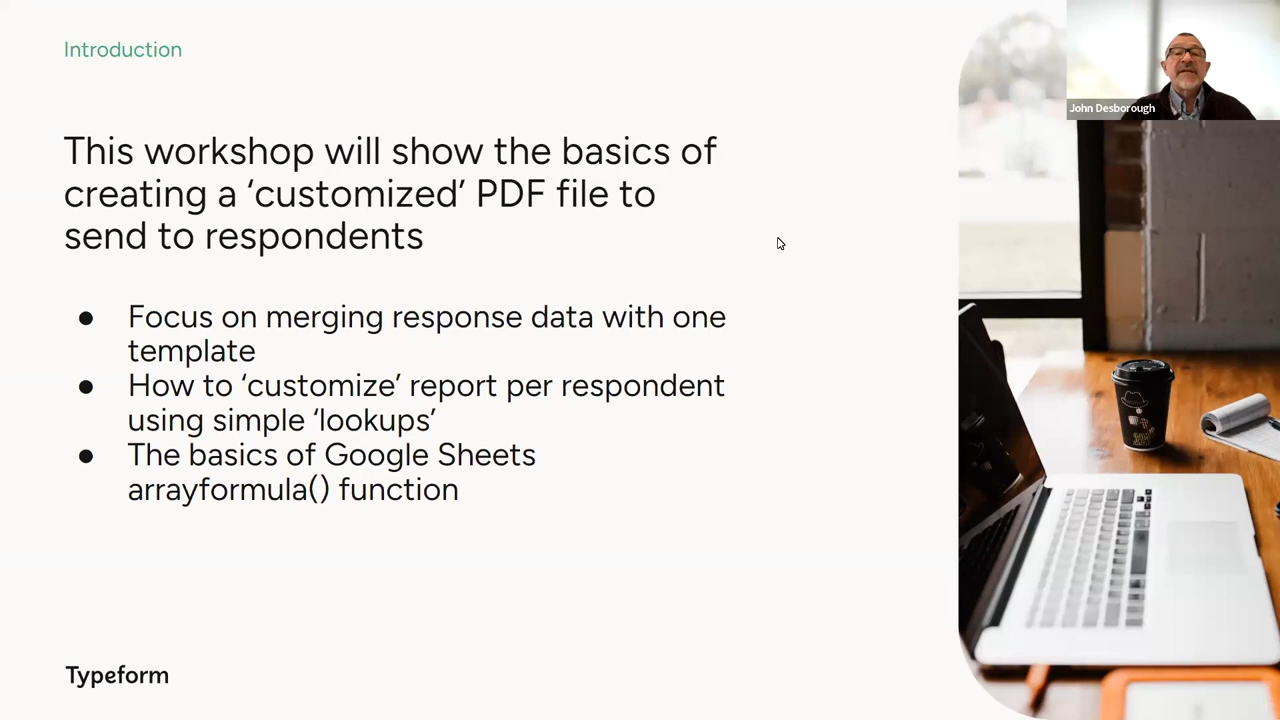 Introduction
John Desborough
This workshop will show the basics of
creating a ‘customized’ PDF file to
send to respondents
● Focus on merging response data with one
template
● How to ‘customize’ report per respondent
using simple ‘lookups’
● The basics of Google Sheets
arrayformula() function
Typeform